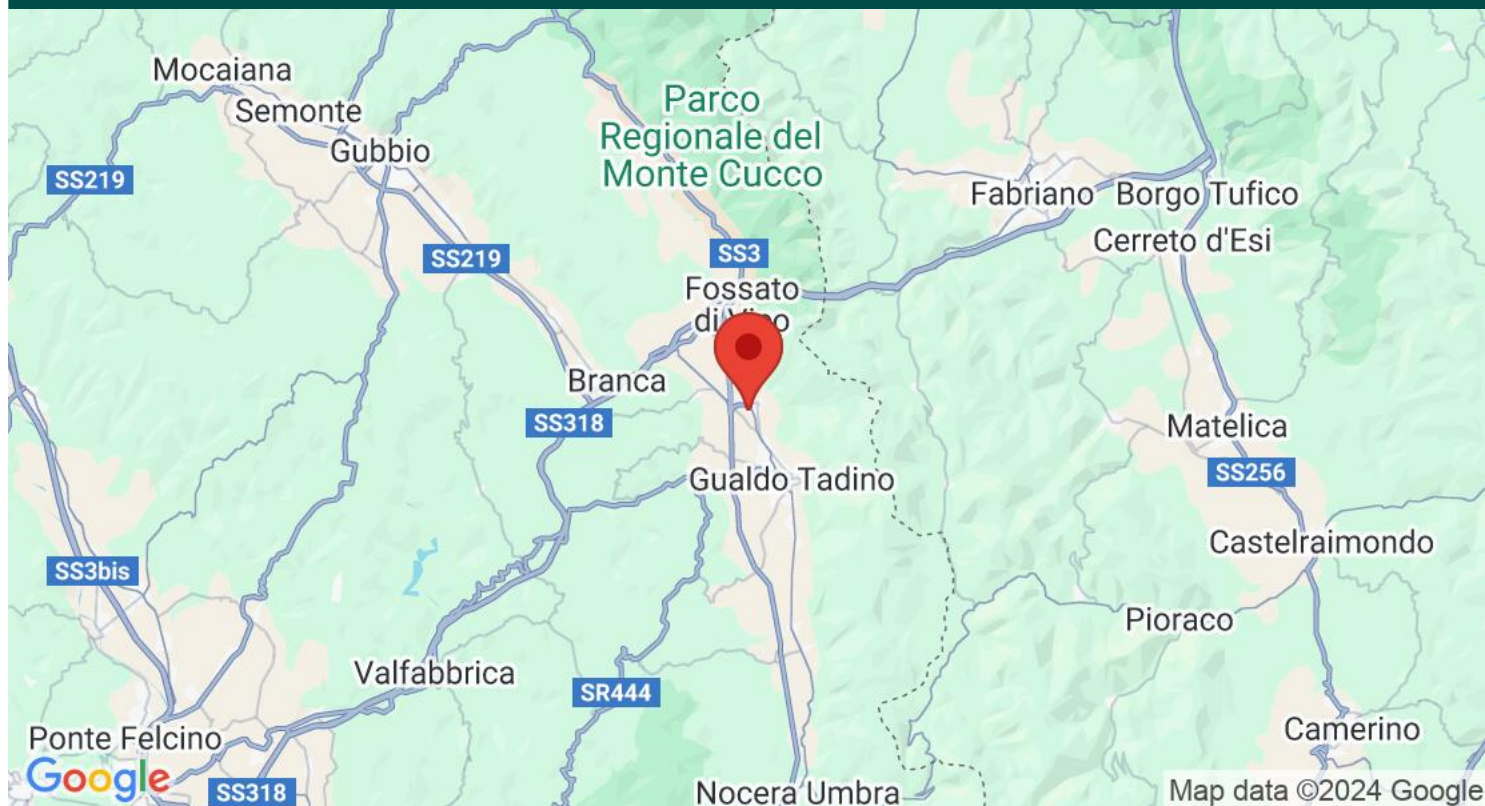 Mocaiana
Semonte
Gubbio
Parco
Regionale del
Monte Cucco
SS219
Fabriano
Borgo Tufico
Cerreto d'Esi
SS219
SS3
Fossato
di Vico
Branca
SS318
Matelica
SS256
Gualdo Tadino
Castelraimondo
SS3bis
Pioraco
Valfabbrica
SR444
Camerino
Ponte Felcino
Google
SS318
Nocera Umbra
Map data ©2024 Google